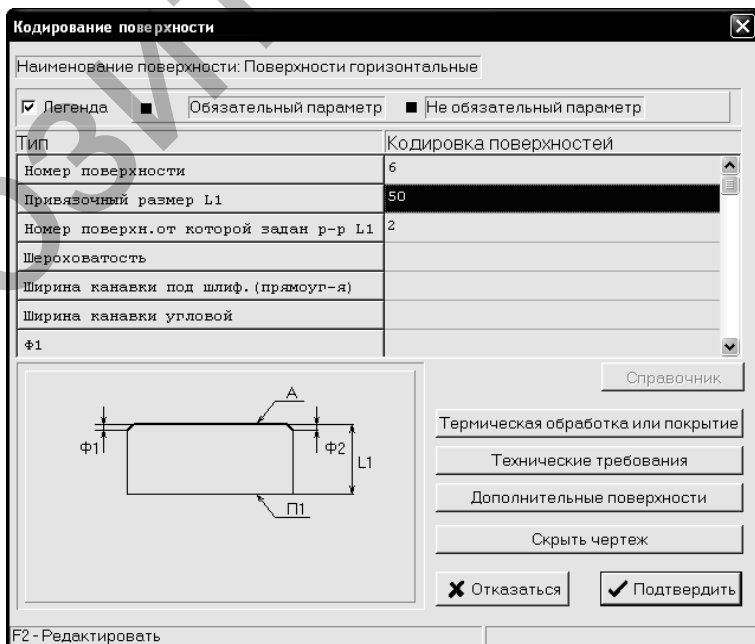 Кодирование поверхности
Наименование поверхности: Поверхности горизонтальные
Легенда Обязательный параметр Не обязательный параметр
Тип Кодировка поверхностей
Номер поверхности 6
Привязочный размер L1 50
Номер поверхн.от которой задан р-р L1 2
Шероховатость
Ширина канавки под шлиф.(прямоуг-я)
Ширина канавки угловой
Ф1
Справочник
А
Ф1 Ф2 L1
П1
Термическая обработка или покрытие
Технические требования
Дополнительные поверхности
Скрыть чертеж
Отказаться Подтвердить
F2 - Редактировать